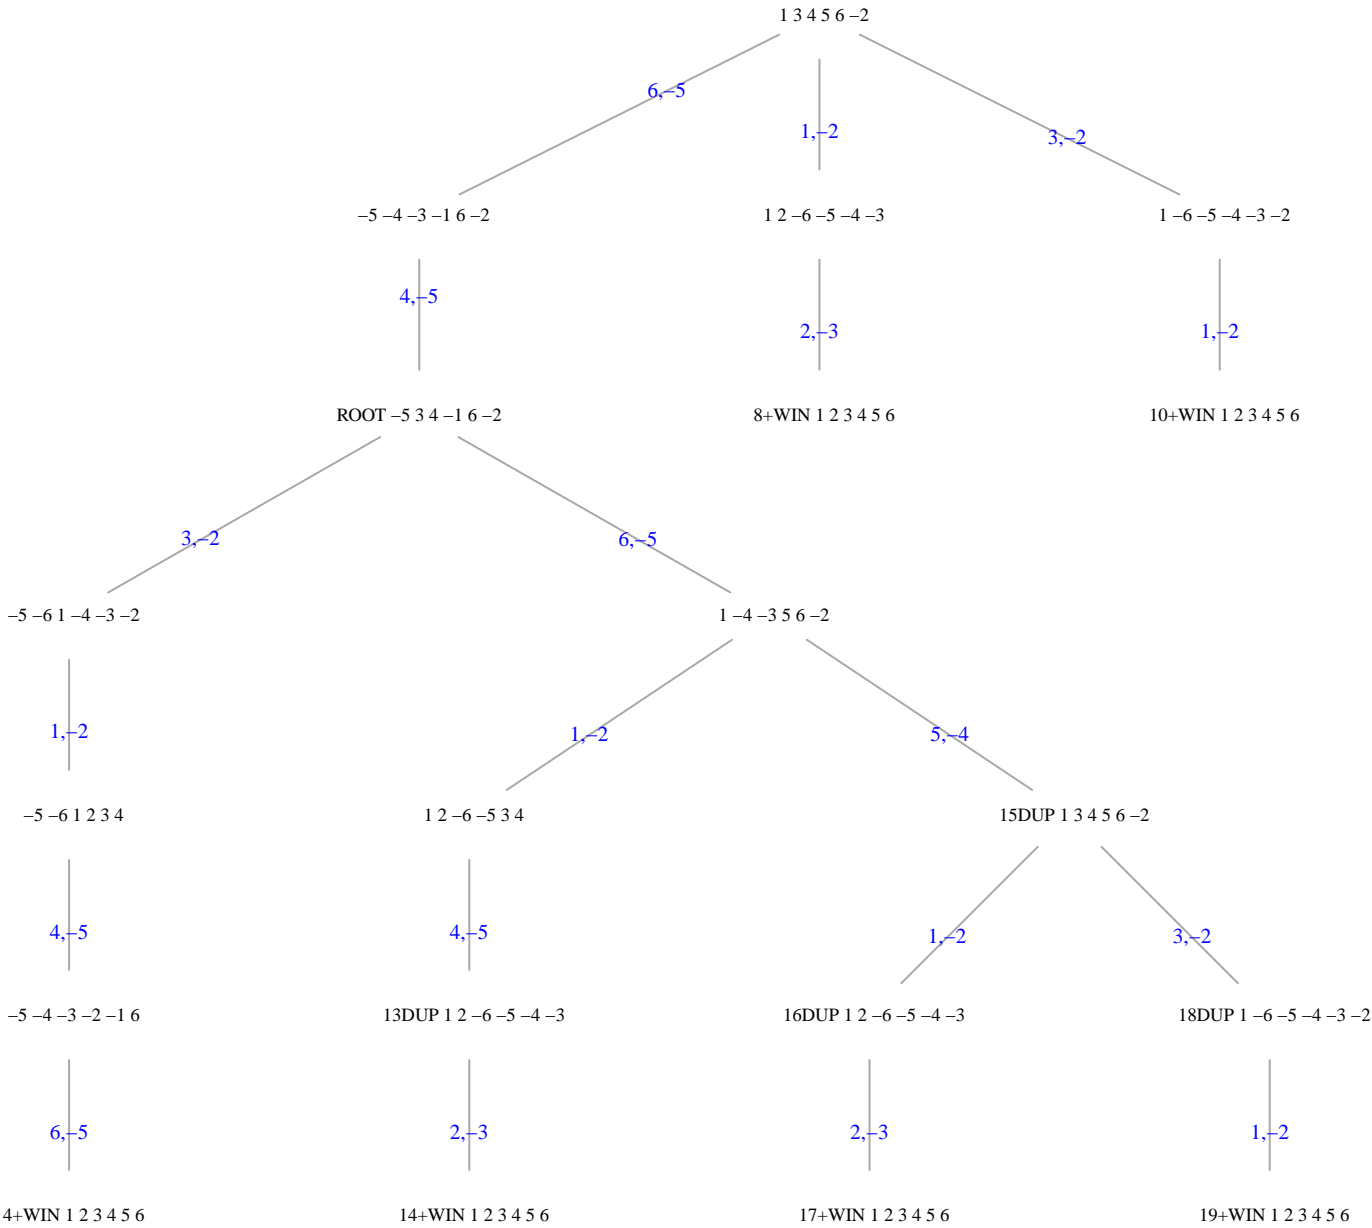 1 3 4 5 6 –2
6,–5
1,–2
3,–2
–5 –4 –3 –1 6 –2
1 2 –6 –5 –4 –3
1 –6 –5 –4 –3 –2
4,–5
2,–3
1,–2
ROOT –5 3 4 –1 6 –2
8+WIN 1 2 3 4 5 6
10+WIN 1 2 3 4 5 6
3,–2
6,–5
–5 –6 1 –4 –3 –2
1 –4 –3 5 6 –2
1,–2
1,–2
5,–4
–5 –6 1 2 3 4
1 2 –6 –5 3 4
15DUP 1 3 4 5 6 –2
4,–5
4,–5
1,–2
3,–2
–5 –4 –3 –2 –1 6
13DUP 1 2 –6 –5 –4 –3
16DUP 1 2 –6 –5 –4 –3
18DUP 1 –6 –5 –4 –3 –2
6,–5
2,–3
2,–3
1,–2
4+WIN 1 2 3 4 5 6
14+WIN 1 2 3 4 5 6
17+WIN 1 2 3 4 5 6
19+WIN 1 2 3 4 5 6